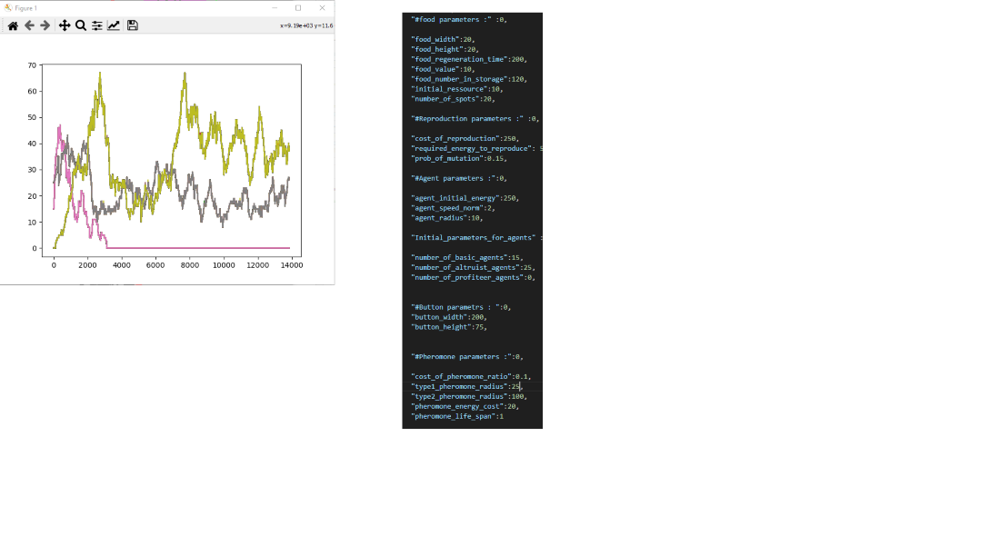 Figure 1
x=9.19e+03 y=11.6
70
60
50
40
30
20
10
0
0 2000 4000 6000 8000 10000 12000 14000
"#food parameters :" :0,
"food_width":20,
"food_height":20,
"food_regeneration_time":200,
"food_value":10,
"food_number_in_storage":120,
"initial_ressource":10,
"number_of_spots":20,
"#Reproduction parameters :" :0,
"cost_of_reproduction":250,
"required_energy_to_reproduce":
"prob_of_mutation":0.15,
"#Agent parameters :":0,
"agent_initial_energy":250,
"agent_speed_norm":2,
"agent_radius":10,
"Initial_parameters_for_agents" :
"number_of_basic_agents":15,
"number_of_altruist_agents":25,
"number_of_profiteer_agents":0,
"#Button parametrs : ":0,
"button_width":200,
"button_height":75,
"#Pheromone parameters :":0,
"cost_of_pheromone_ratio":0.1,
"type1_pheromone_radius":25,
"type2_pheromone_radius":100,
"pheromone_energy_cost":20,
"pheromone_life_span":1